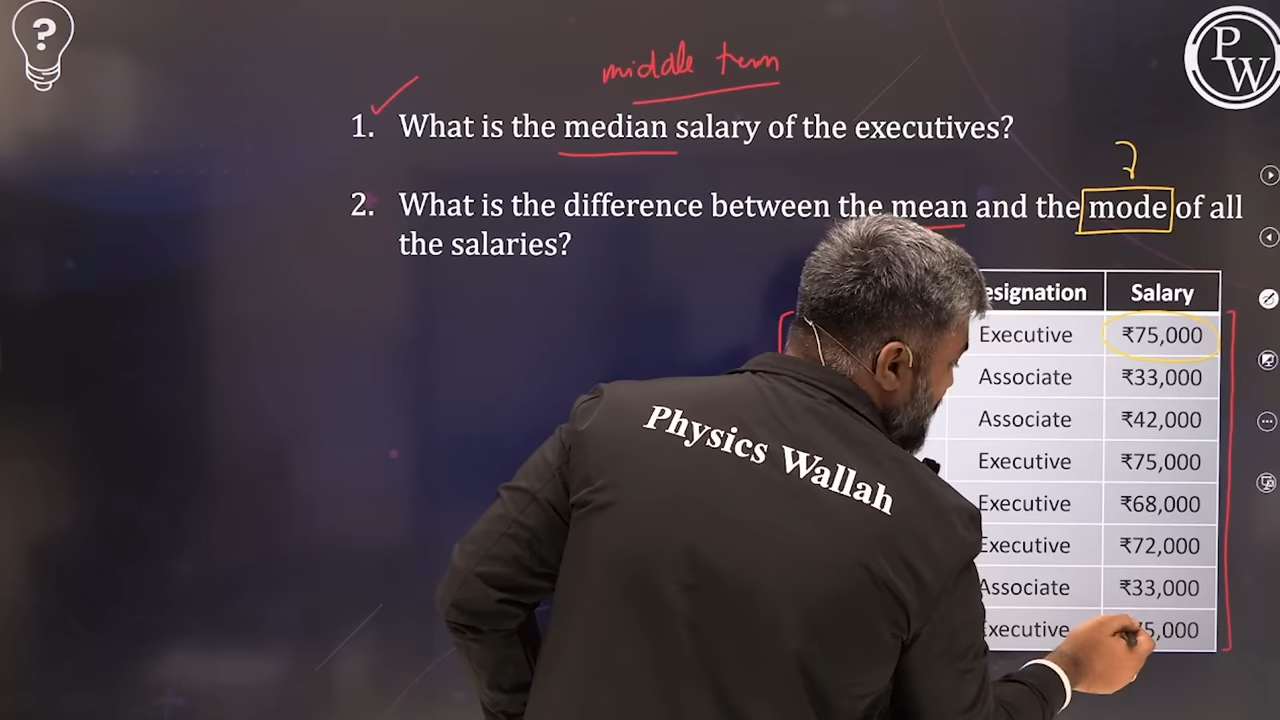 ?
PW
middle term
1. What is the median salary of the executives?
2. What is the difference between the mean and the mode of all
the salaries?
Salary
Executive ₹75,000
Associate ₹33,000
Associate ₹42,000
Executive ₹75,000
Executive ₹68,000
Executive ₹72,000
Associate ₹33,000
Physics Wallah